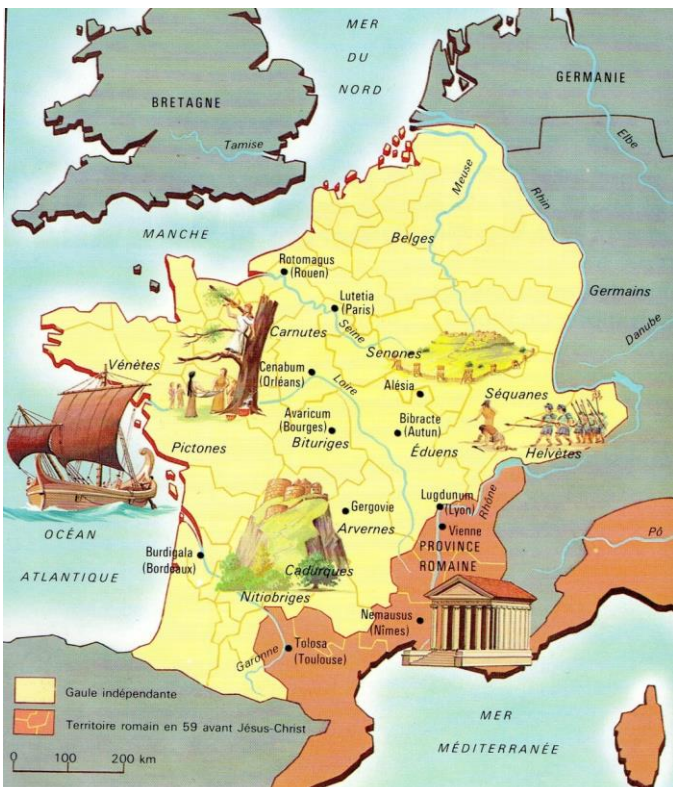 MER
DU
NORD
GERMANIE
BRETAGNE
Tamise
Elbe
Meuse
Rhin
MANCHE
Belges
Rotomagus
(Rouen)
Lutetia
(Paris)
Germains
Carnutes
Seine
Danube
Senones
Vénètes
Cenabum
(Orléans)
Loire
Alésia
Séquanes
Avaricum
(Bourges)
Bibracte
(Autun)
Pictones
Bituriges
Éduens
Helvètes
Gergovie
Lugdunum
(Lyon)
Rhône
Arvernes
Vienne
OCÉAN
ATLANTIQUE
Burdigala
(Bordeaux)
PROVINCE
ROMAINE
Pô
Cadurques
Nitiobriges
Nemausus
(Nîmes)
Garonne
Tolosa
(Toulouse)
Gaule indépendante
Territoire romain en 59 avant Jésus-Christ
MER
MÉDITERRANÉE
0 100 200 km